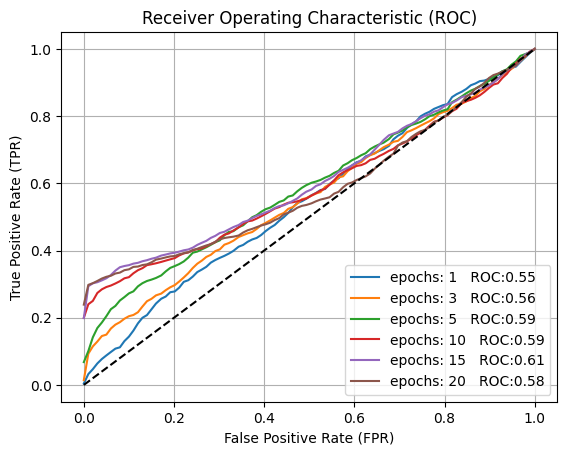 Receiver Operating Characteristic (ROC)
True Positive Rate (TPR)
1.0
0.8
0.6
0.4
0.2
0.0
epochs: 1   ROC:0.55
epochs: 3   ROC:0.56
epochs: 5   ROC:0.59
epochs: 10   ROC:0.59
epochs: 15   ROC:0.61
epochs: 20   ROC:0.58
0.0 0.2 0.4 0.6 0.8 1.0
False Positive Rate (FPR)